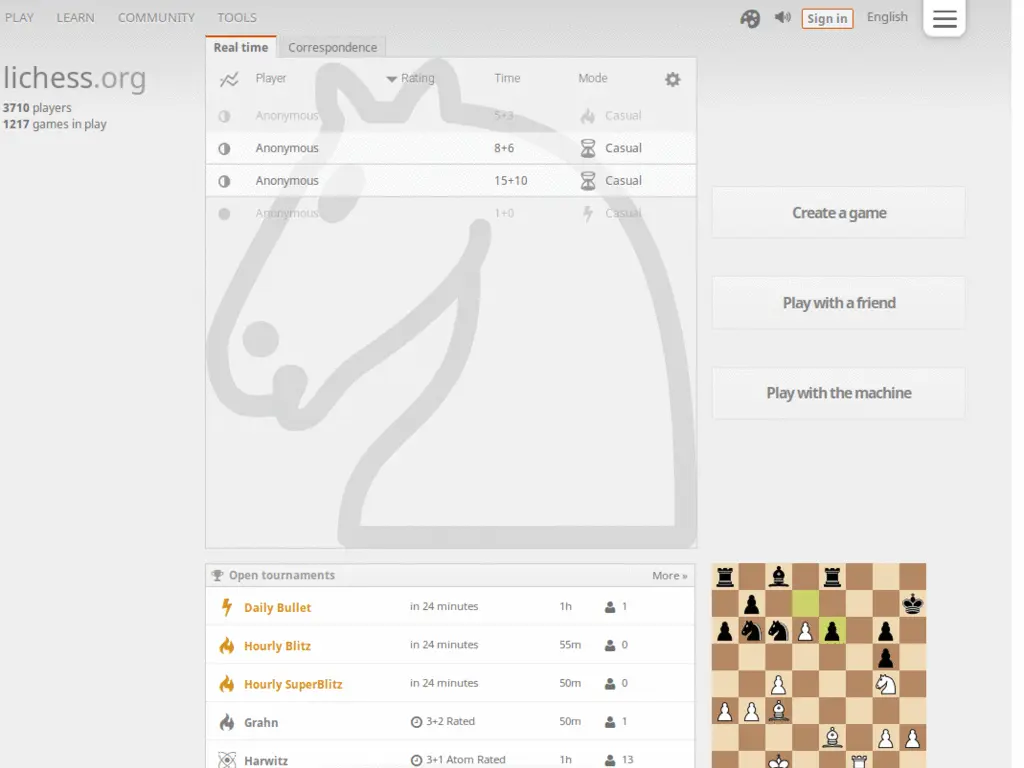 PLAY LEARN COMMUNITY TOOLS Sign in English
Real time Correspondence
lichess.org
3710 players
1217 games in play
Player Rating Time Mode
Anonymous 5+3 Casual
Anonymous 8+6 Casual
Anonymous 15+10 Casual
Anonymous 1+0 Casual
Create a game
Play with a friend
Play with the machine
Open tournaments More »
Daily Bullet in 24 minutes 1h 1
Hourly Blitz in 24 minutes 55m 0
Hourly SuperBlitz in 24 minutes 50m 0
Grahn 3+2 Rated 50m 1
Harwitz 3+1 Atom Rated 1h 13